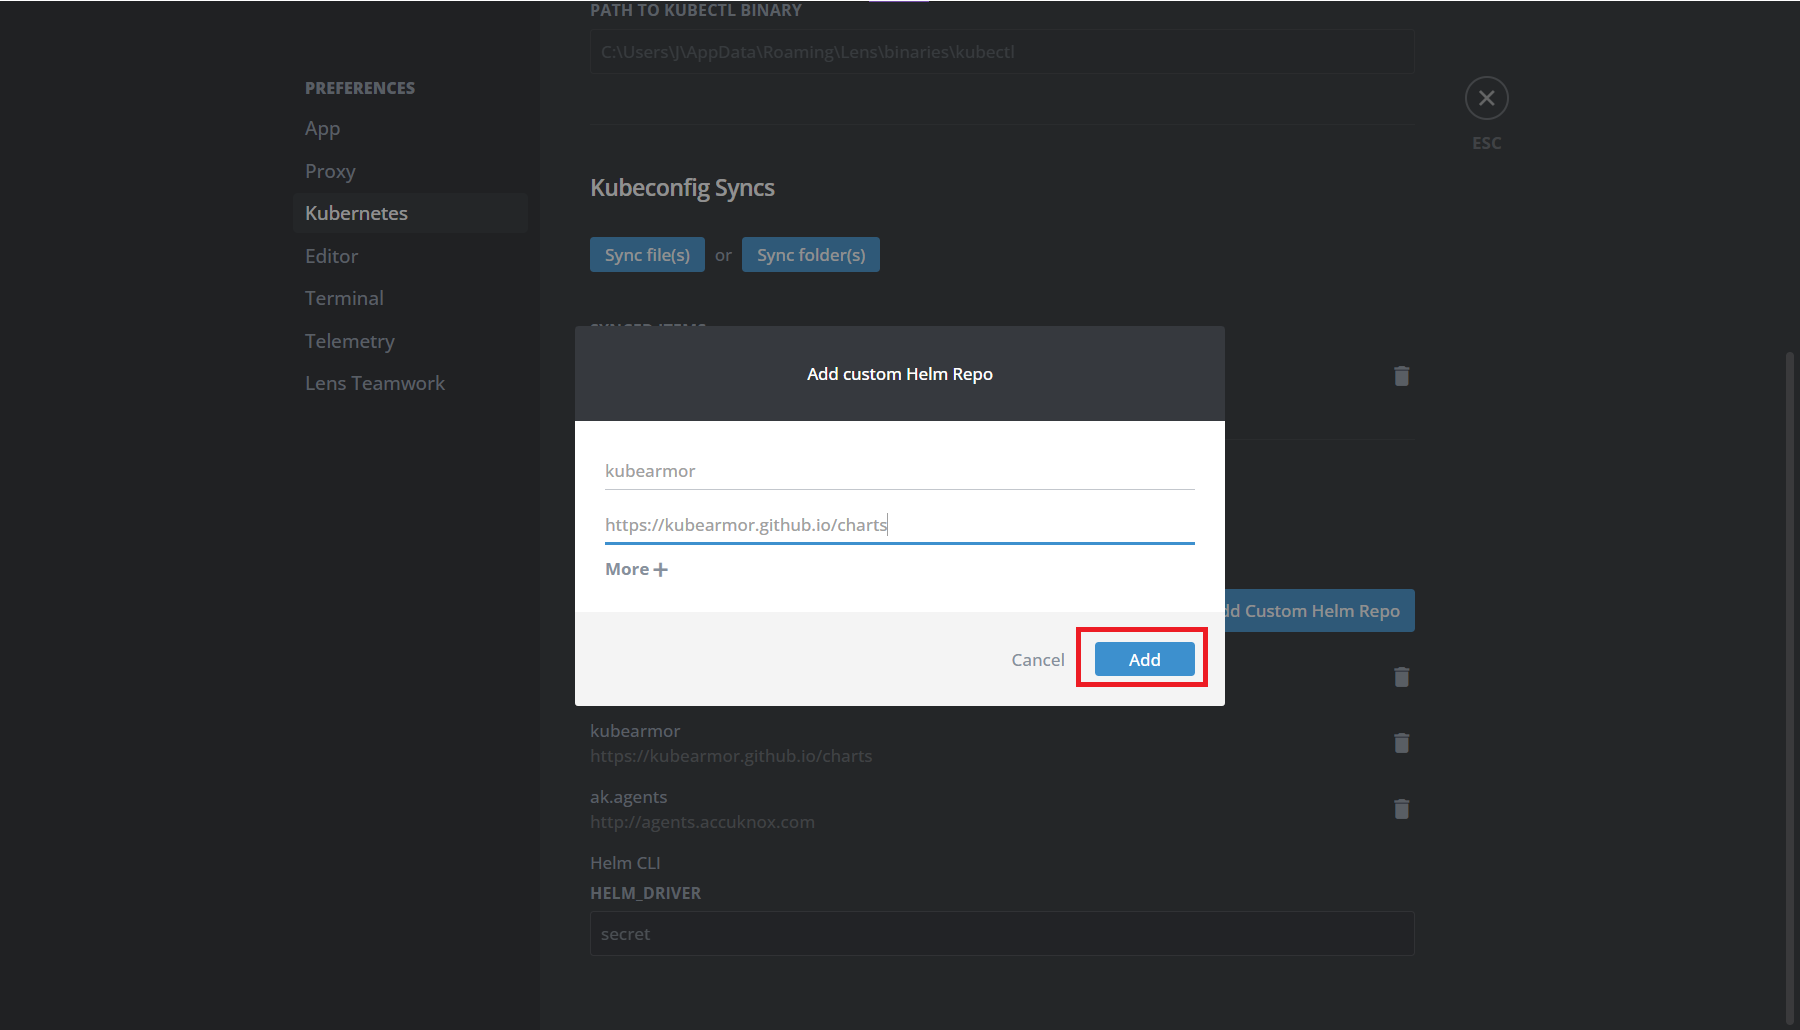 PATH TO KUBECTL BINARY
C:\Users\J\AppData\Roaming\Lens\binaries\kubectl
PREFERENCES
App
Proxy
Kubernetes
Editor
Terminal
Telemetry
Lens Teamwork
ESC
Kubeconfig Syncs
Sync file(s) or Sync folder(s)
SYNCED ITEMS
Add custom Helm Repo
kubearmor
https://kubearmor.github.io/charts
More +
dd Custom Helm Repo
Cancel Add
kubearmor
https://kubearmor.github.io/charts
ak.agents
http://agents.accuknox.com
Helm CLI
HELM_DRIVER
secret